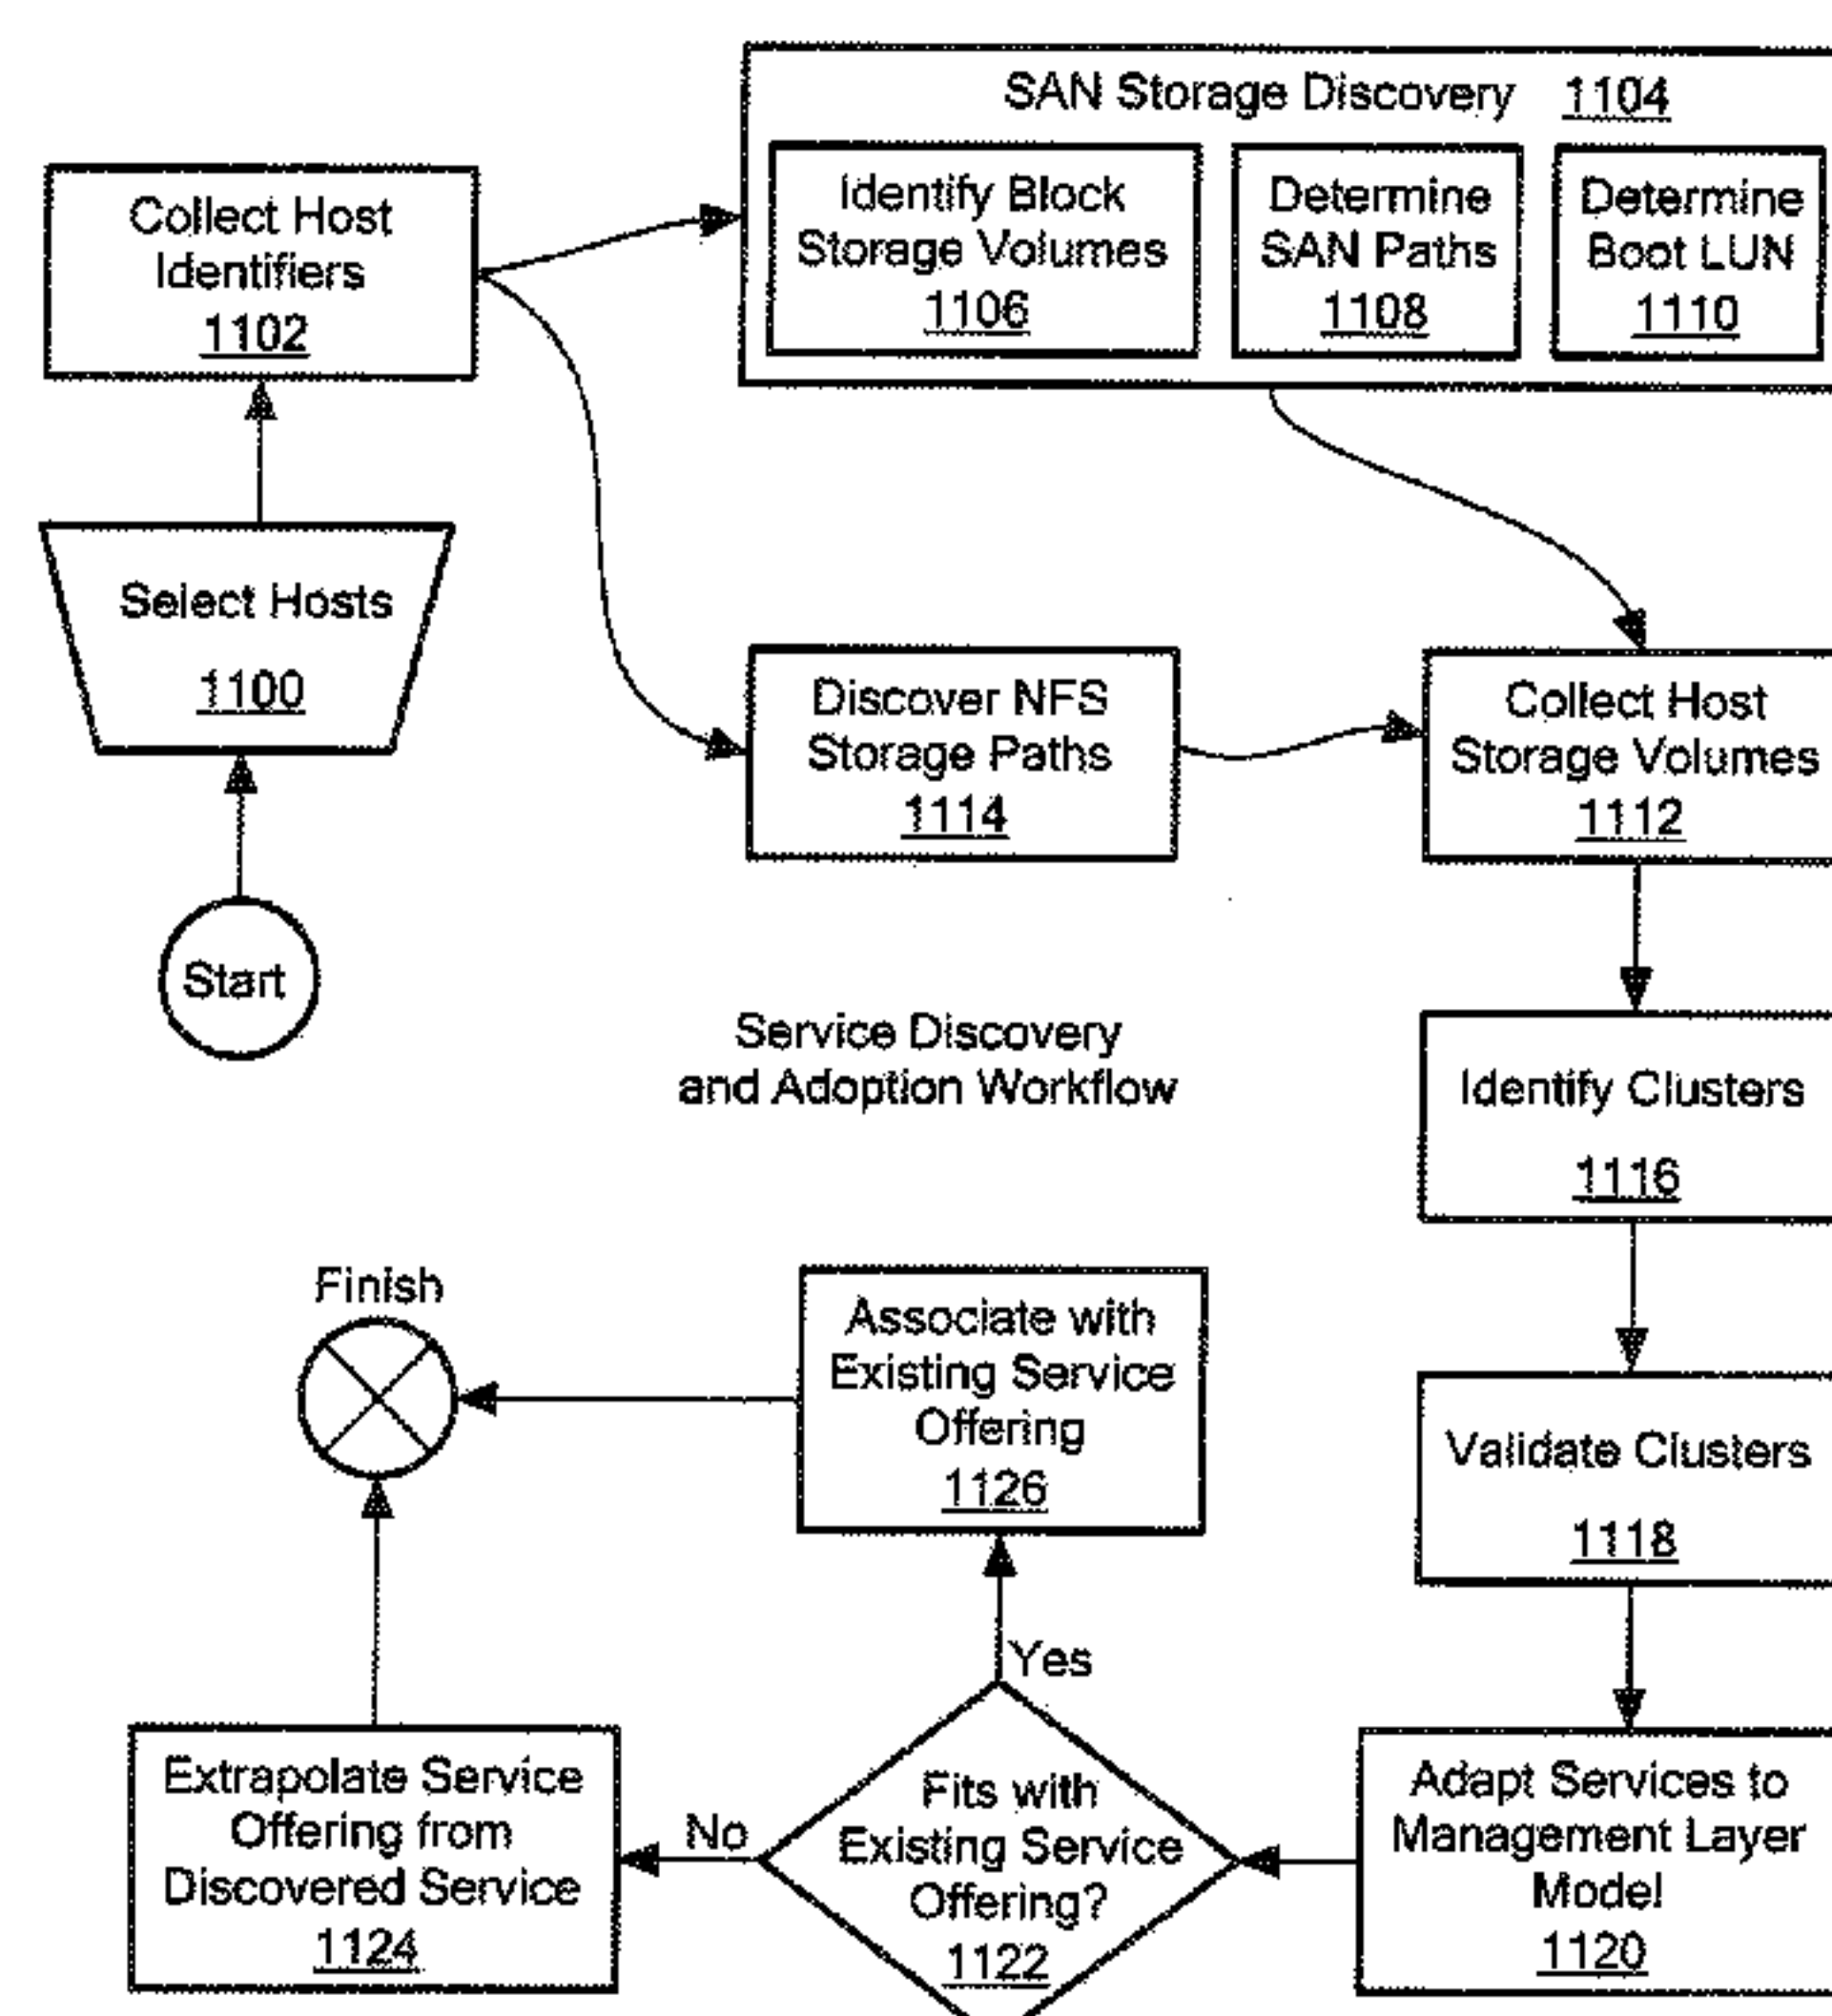 SAN Storage Discovery 1104
Collect Host
Identifiers
1102
Identify Block
Storage Volumes
1106
Determine
SAN Paths
1108
Determine
Boot LUN
1110
Select Hosts
1100
Discover NFS
Storage Paths
1114
Collect Host
Storage Volumes
1112
Start
Service Discovery
and Adoption Workflow
Identify Clusters
1116
Finish
Associate with
Existing Service
Offering
1126
Validate Clusters
1118
Yes
Extrapolate Service
Offering from
Discovered Service
1124
No
Fits with
Existing Service
Offering?
1122
Adapt Services to
Management Layer
Model
1120